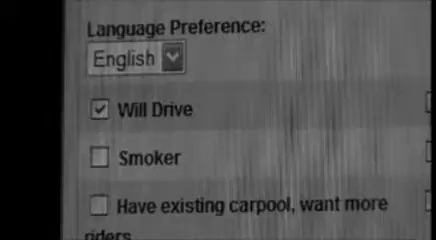 Language Preference:
English
Will Drive
Smoker
Have existing carpool, want more
riders